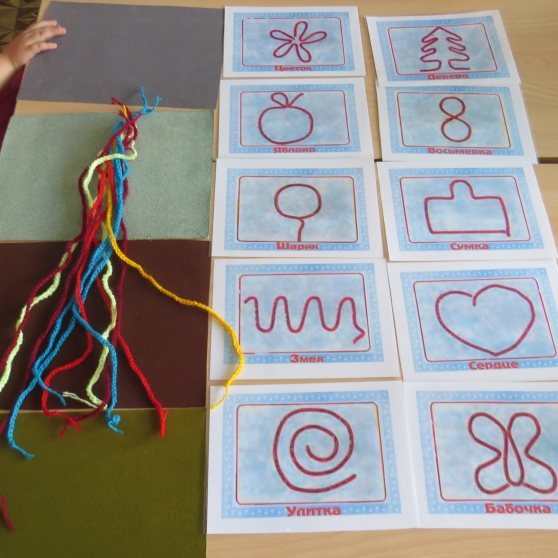 Цветок
Дерево
Яблоко
Восьмерка
Шарик
Сумка
Змея
Сердце
Улитка
Бабочка